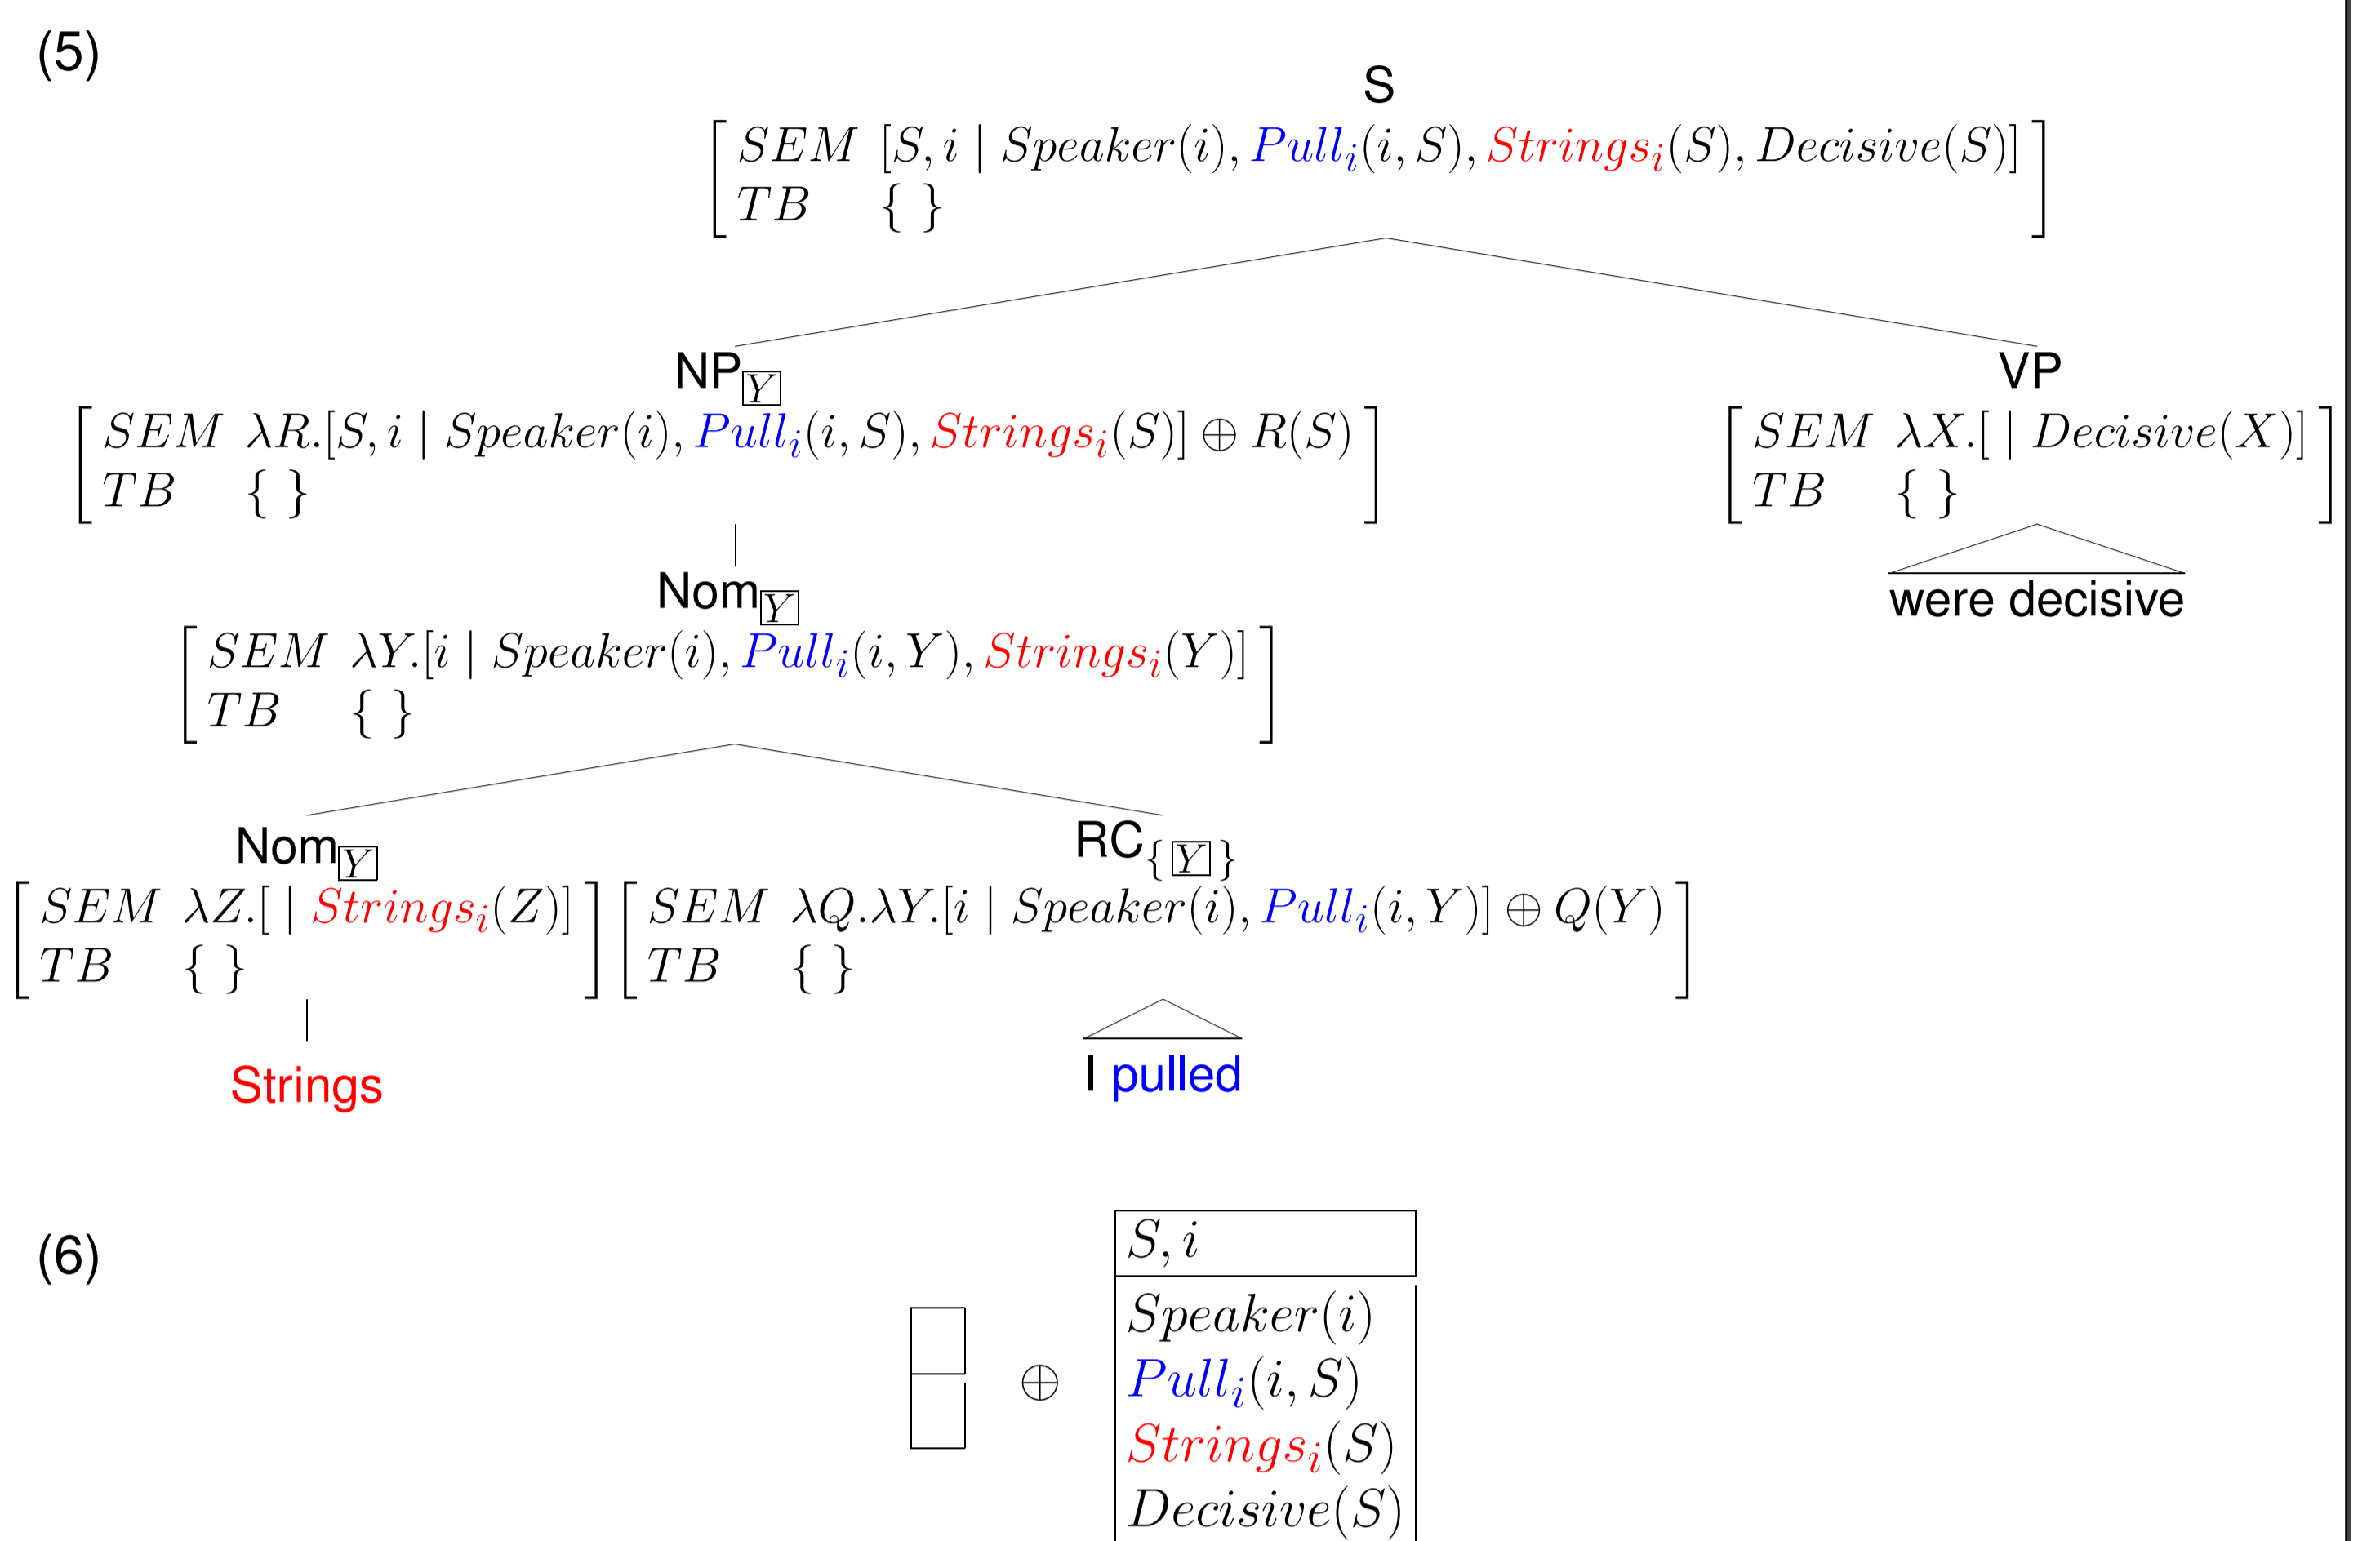 (5)
S
[SEM [S, i | Speaker(i), Pull_i(i, S), Strings_i(S), Decisive(S)]
TB { }]
NP_Y VP
[SEM λR.[S, i | Speaker(i), Pull_i(i, S), Strings_i(S)] ⊕ R(S) [SEM λX.[ | Decisive(X)]
TB { }] TB { }]
Nom_Y were decisive
[SEM λY.[i | Speaker(i), Pull_i(i, Y), Strings_i(Y)]
TB { }]
Nom_Y RC_{Y}
[SEM λZ.[ | Strings_i(Z)] [SEM λQ.λY.[i | Speaker(i), Pull_i(i, Y)] ⊕ Q(Y)
TB { }] TB { }]
Strings I pulled
(6)
S, i
⊕
Speaker(i)
Pull_i(i, S)
Strings_i(S)
Decisive(S)